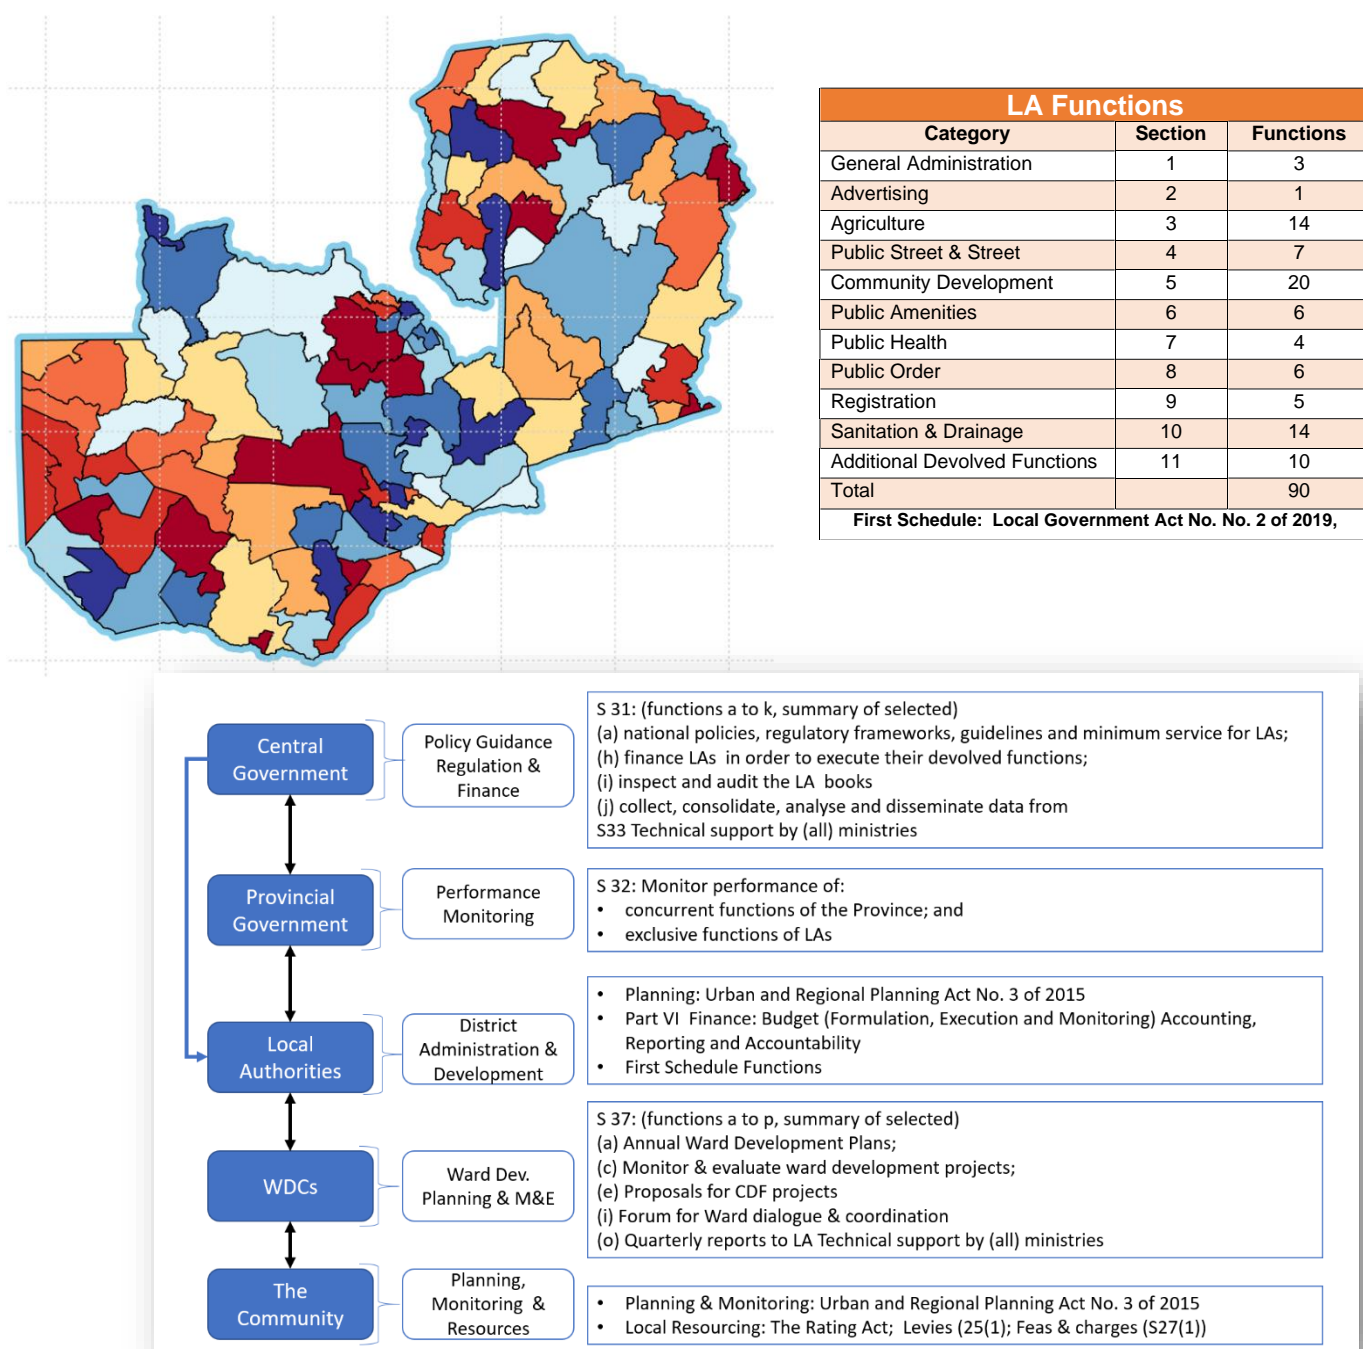 LA Functions
Category Section Functions
General Administration 1 3
Advertising 2 1
Agriculture 3 14
Public Street & Street 4 7
Community Development 5 20
Public Amenities 6 6
Public Health 7 4
Public Order 8 6
Registration 9 5
Sanitation & Drainage 10 14
Additional Devolved Functions 11 10
Total 90
First Schedule: Local Government Act No. No. 2 of 2019,
Central
Government
Policy Guidance
Regulation &
Finance
S 31: (functions a to k, summary of selected)
(a) national policies, regulatory frameworks, guidelines and minimum service for LAs;
(h) finance LAs in order to execute their devolved functions;
(i) inspect and audit the LA books
(j) collect, consolidate, analyse and disseminate data from
S33 Technical support by (all) ministries
Provincial
Government
Performance
Monitoring
S 32: Monitor performance of:
• concurrent functions of the Province; and
• exclusive functions of LAs
Local
Authorities
District
Administration &
Development
• Planning: Urban and Regional Planning Act No. 3 of 2015
• Part VI Finance: Budget (Formulation, Execution and Monitoring) Accounting,
Reporting and Accountability
• First Schedule Functions
WDCs
Ward Dev.
Planning & M&E
S 37: (functions a to p, summary of selected)
(a) Annual Ward Development Plans;
(c) Monitor & evaluate ward development projects;
(e) Proposals for CDF projects
(i) Forum for Ward dialogue & coordination
(o) Quarterly reports to LA Technical support by (all) ministries
The
Community
Planning,
Monitoring &
Resources
• Planning & Monitoring: Urban and Regional Planning Act No. 3 of 2015
• Local Resourcing: The Rating Act; Levies (25(1); Feas & charges (S27(1))